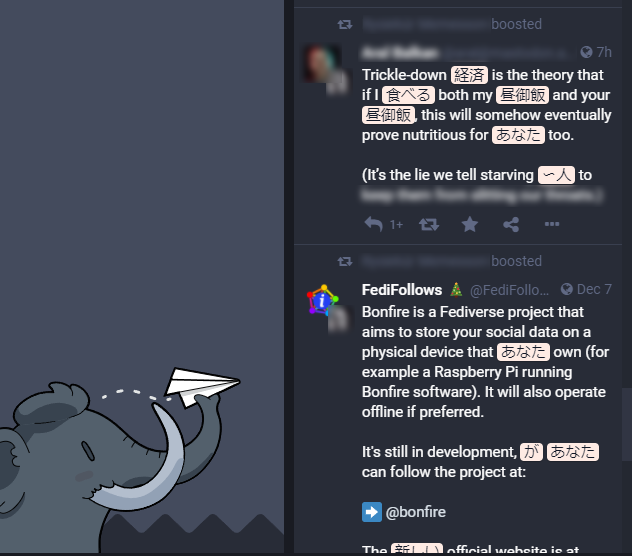 boosted
7h
Trickle-down 経済 is the theory that
if I 食べる both my 昼御飯 and your
昼御飯, this will somehow eventually
prove nutritious for あなた too.
(It's the lie we tell starving 〜人 to
1+
boosted
FediFollows @FediFollo... Dec 7
Bonfire is a Fediverse project that
aims to store your social data on a
physical device that あなた own (for
example a Raspberry Pi running
Bonfire software). It will also operate
offline if preferred.
It's still in development, が あなた
can follow the project at:
@bonfire
The 新しい official website is at